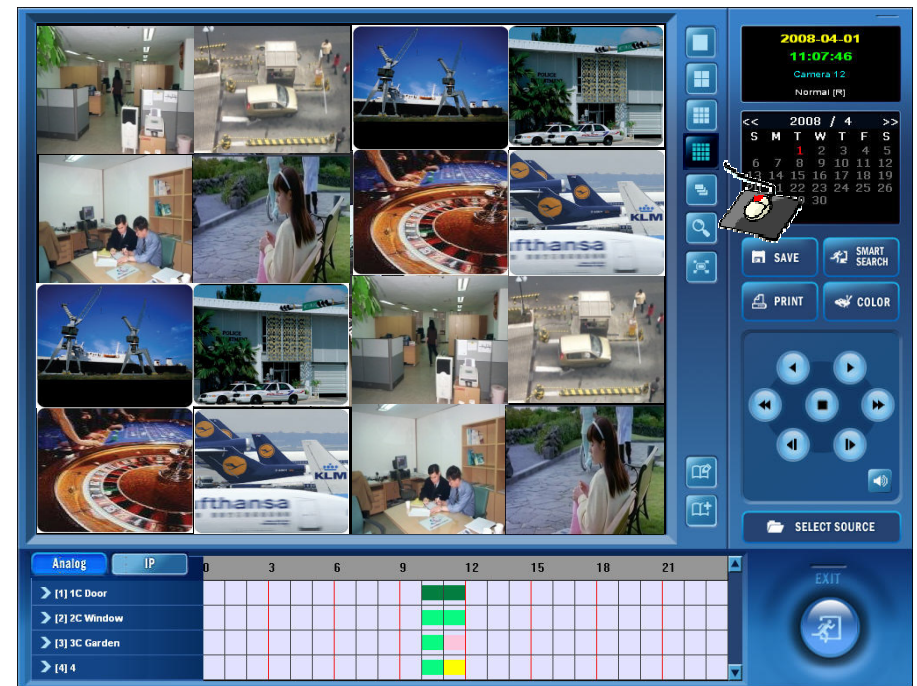 2008-04-01
11:07:46
Camera 12
Normal [R]
<< 2008 / 4 >>
S M T W T F S
1 2 3 4 5
6 7 8 9 10 11 12
13 14 15 16 17 18 19
21 22 23 24 25 26
30
POLICE
KLM
fthansa
SAVE
SMART
SEARCH
PRINT
COLOR
POLICE
KLM
fthansa
SELECT SOURCE
Analog IP
0 3 6 9 12 15 18 21
EXIT
[1] 1C Door
[2] 2C Window
[3] 3C Garden
[4] 4